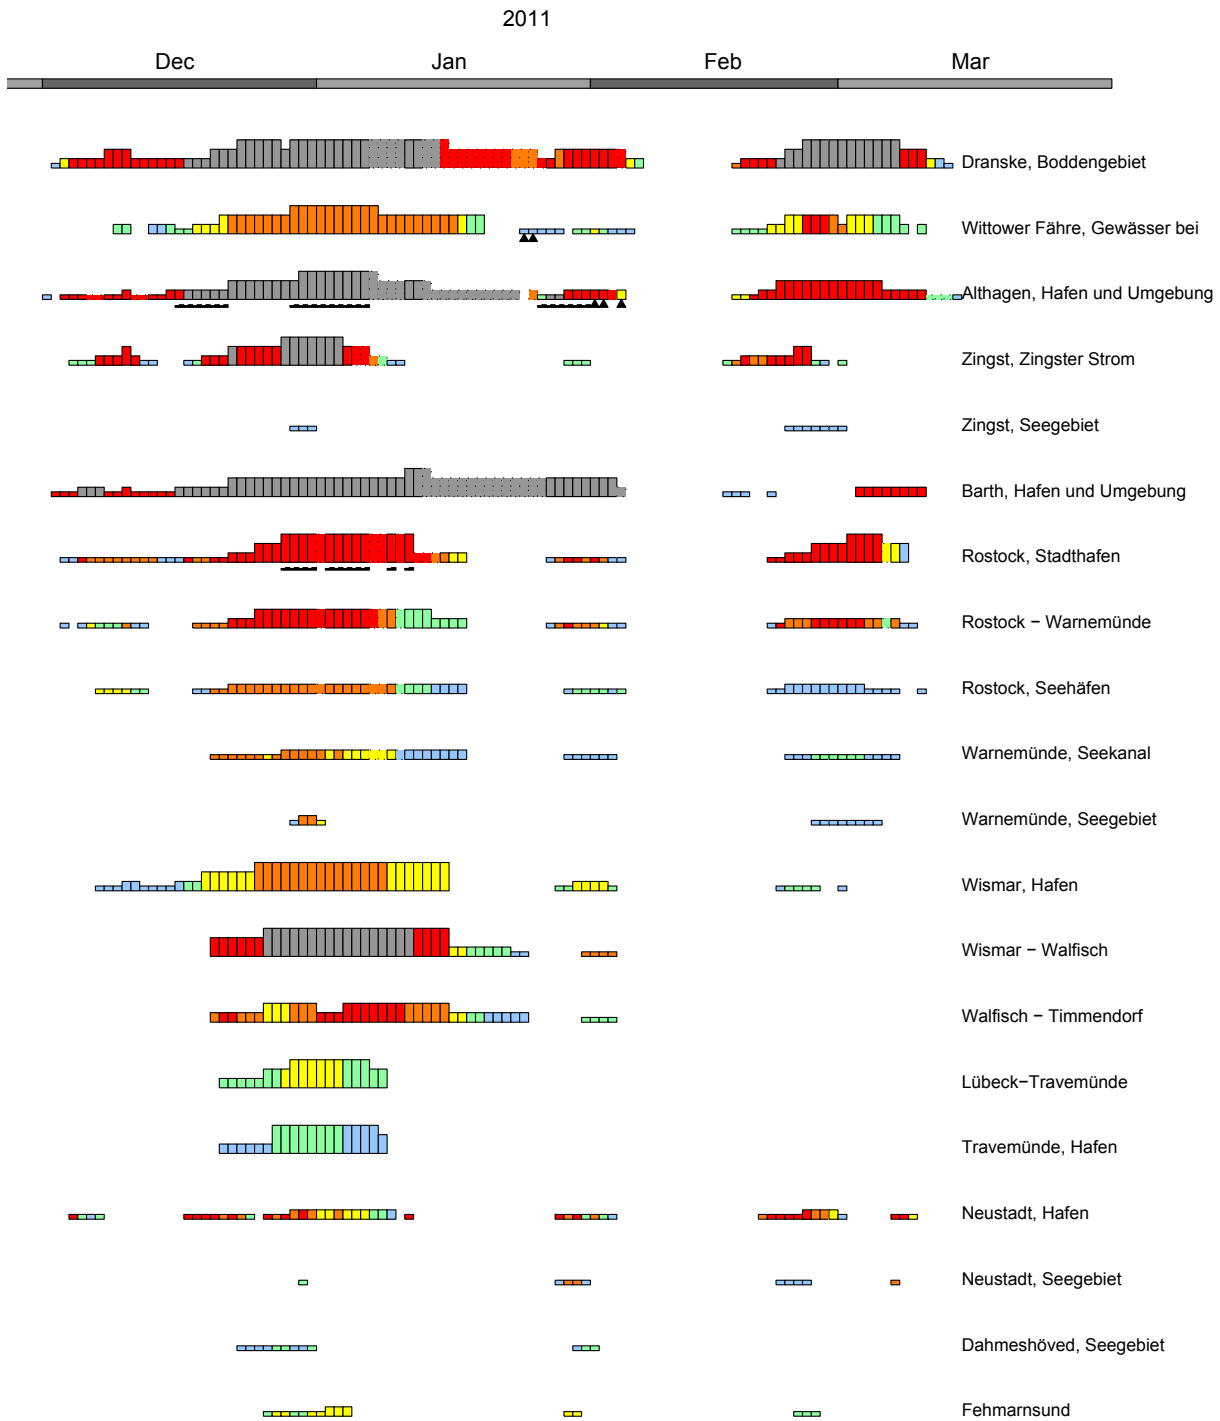 2011
Dec Jan Feb Mar
Dranske, Boddengebiet
Wittower Fähre, Gewässer bei
Althagen, Hafen und Umgebung
Zingst, Zingster Strom
Zingst, Seegebiet
Barth, Hafen und Umgebung
Rostock, Stadthafen
Rostock − Warnemünde
Rostock, Seehäfen
Warnemünde, Seekanal
Warnemünde, Seegebiet
Wismar, Hafen
Wismar − Walfisch
Walfisch − Timmendorf
Lübeck−Travemünde
Travemünde, Hafen
Neustadt, Hafen
Neustadt, Seegebiet
Dahmeshöved, Seegebiet
Fehmarnsund